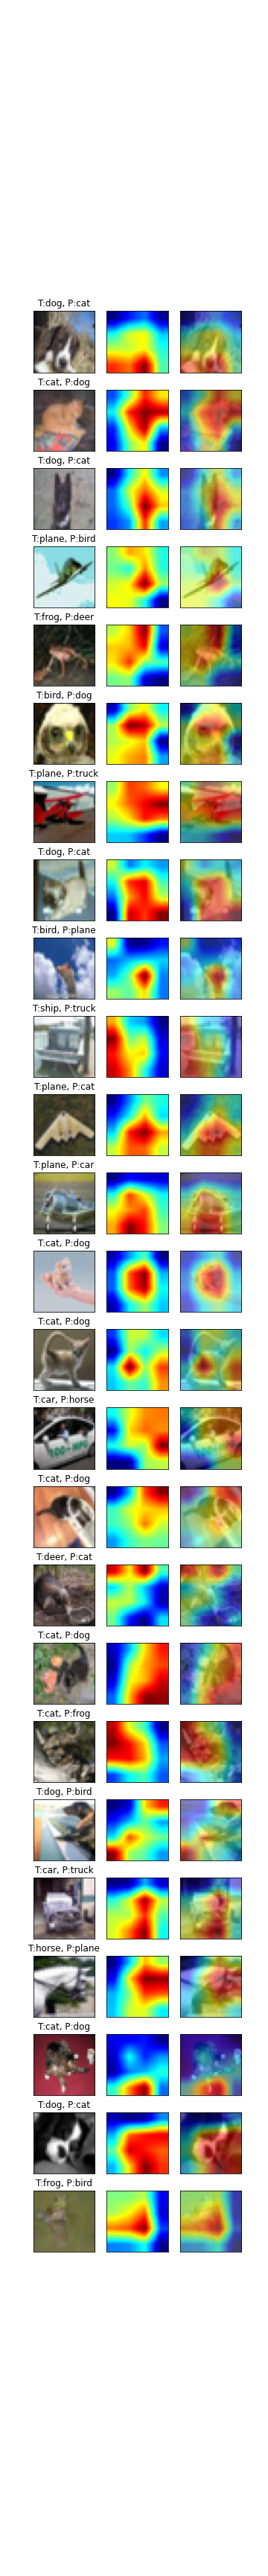 T:dog, P:cat
T:cat, P:dog
T:dog, P:cat
T:plane, P:bird
T:frog, P:deer
T:bird, P:dog
T:plane, P:truck
T:dog, P:cat
T:bird, P:plane
T:ship, P:truck
T:plane, P:cat
T:plane, P:car
T:cat, P:dog
T:cat, P:dog
T:car, P:horse
T:cat, P:dog
T:deer, P:cat
T:cat, P:dog
T:cat, P:frog
T:dog, P:bird
T:car, P:truck
T:horse, P:plane
T:cat, P:dog
T:dog, P:cat
T:frog, P:bird